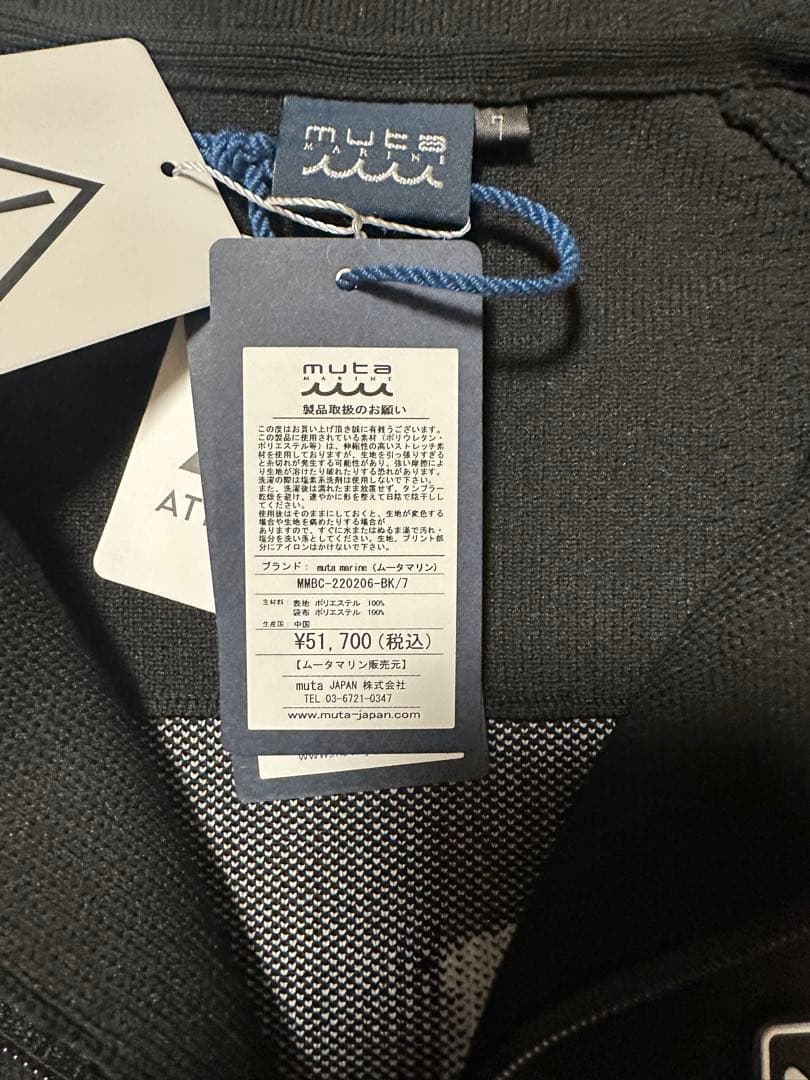 muta
MARINE
7
ATH
muta
MARINE
製品取扱のお願い
この度はお買い上げ頂き誠に有難うございます。
この製品に使用されている素材（ポリウレタン・
ポリエステル等）は、伸縮性の高いストレッチ素
材を使用しておりますが、生地を引っ張りすぎる
と糸切れが発生する可能性があり、強い摩擦によ
り生地が溶けたり破れたりする恐れがあります。
洗濯の際は塩素系洗剤は使用しないで下さい。
また、洗濯後は濡れたまま放置せず、タンブラー
乾燥を避け、速やかに形を整えて日陰で陰干しし
てください。
使用後はそのままにしておくと、生地が変色する
場合や生地を痛めたりする場合が
ありますので、すぐに水またはぬるま湯で汚れ・
塩分を洗い落としてください。生地、プリント部
分にアイロンはかけないで下さい。
ブランド： muta marine（ムータマリン）
MMBC-220206-BK/7
主材料： 表地 ポリエステル 100%
袋布 ポリエステル 100%
生産国： 中国
¥51,700(税込)
【ムータマリン販売元】
muta JAPAN 株式会社
TEL 03-6721-0347
www.muta-japan.com